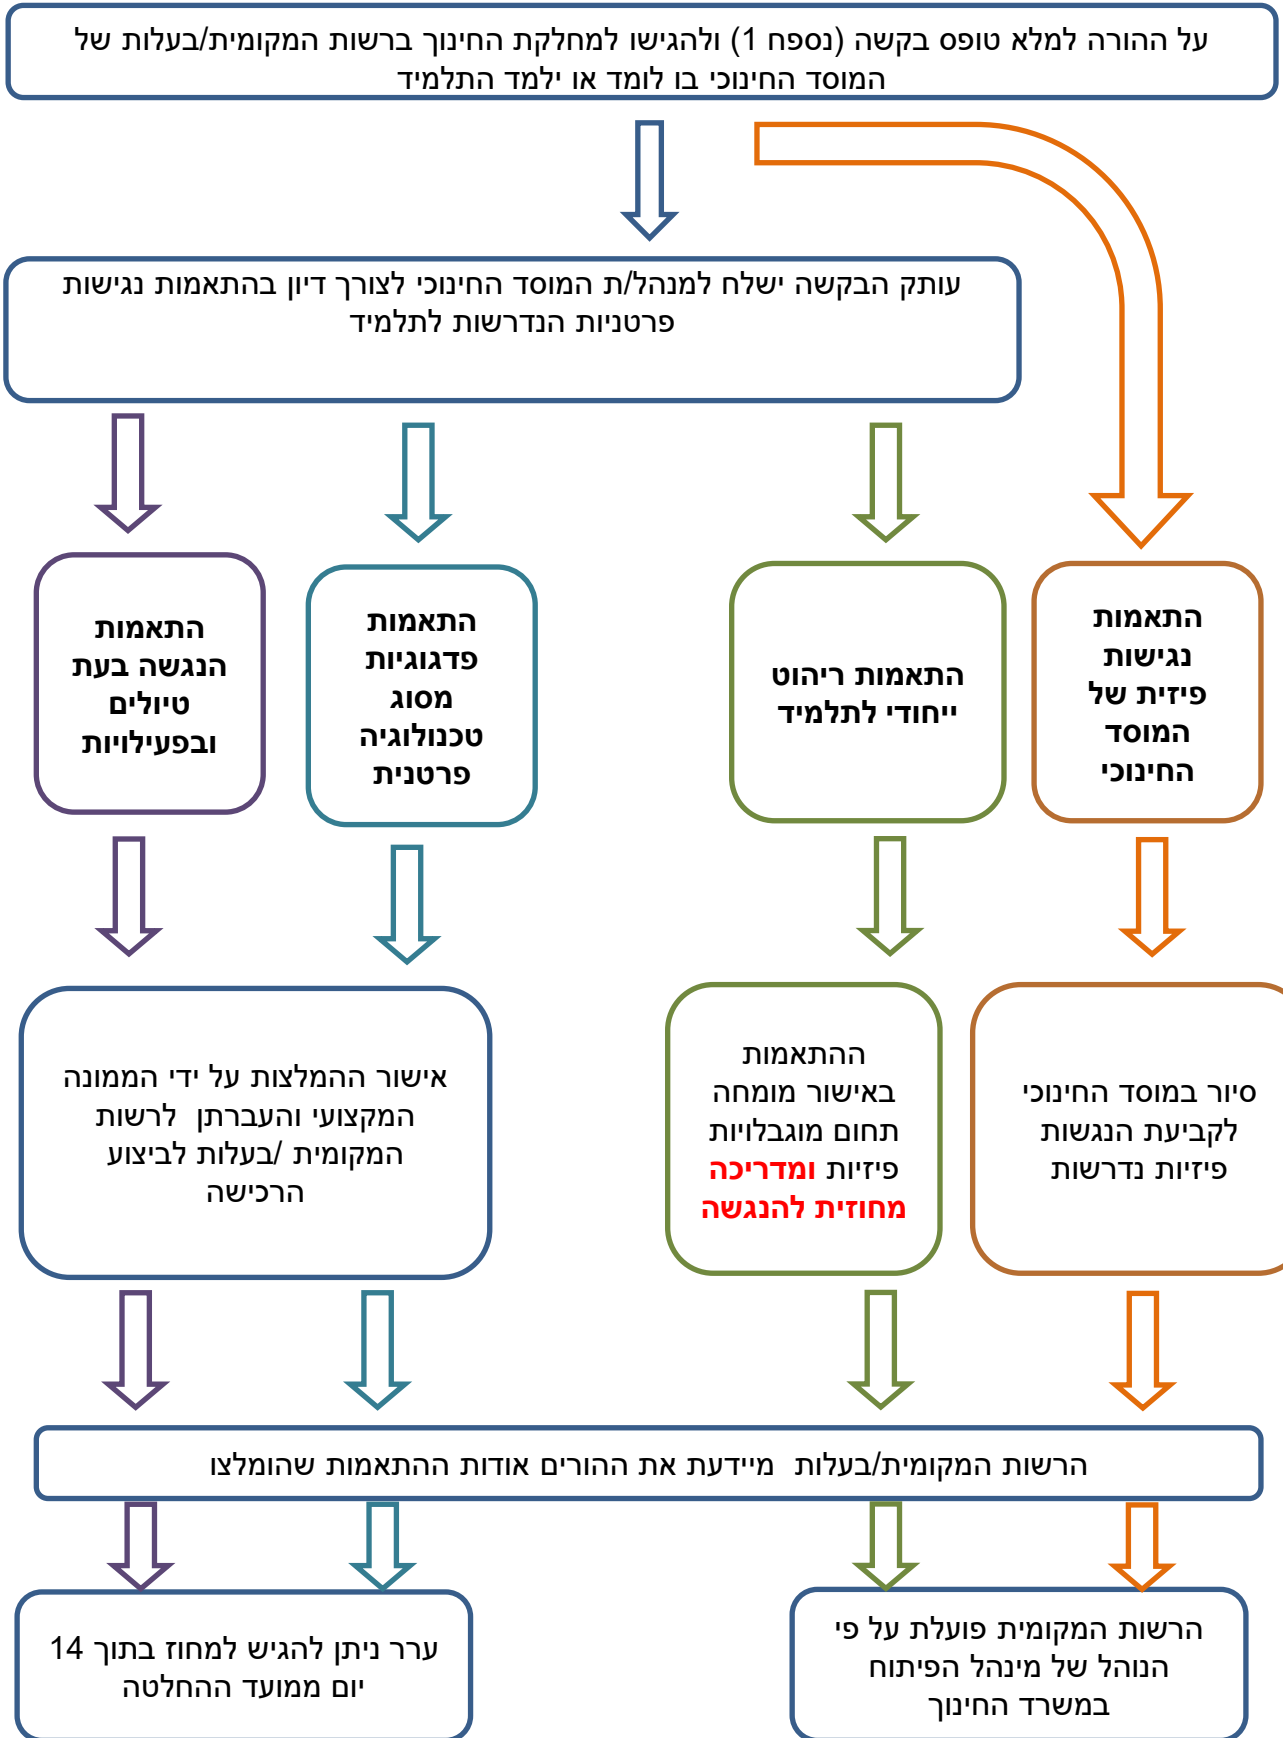 על ההורה למלא טופס בקשה (נספח 1) ולהגישו למחלקת החינוך ברשות המקומית/בעלות של
המוסד החינוכי בו לומד או ילמד התלמיד
עותק הבקשה ישלח למנהל/ת המוסד החינוכי לצורך דיון בהתאמות נגישות
פרטניות הנדרשות לתלמיד
התאמות
נגישות
פיזית של
המוסד
החינוכי
התאמות ריהוט
ייחודי לתלמיד
התאמות
פדגוגיות
מסוג
טכנולוגיה
פרטנית
התאמות
הנגשה בעת
טיולים
ובפעילויות
סיור במוסד החינוכי
לקביעת הנגשות
פיזיות נדרשות
ההתאמות
באישור מומחה
תחום מוגבלויות
פיזיות ומדריכה
מחוזית להנגשה
אישור ההמלצות על ידי הממונה
המקצועי והעברתן  לרשות
המקומית /בעלות לביצוע
הרכישה
הרשות המקומית/בעלות  מיידעת את ההורים אודות ההתאמות שהומלצו
הרשות המקומית פועלת על פי
הנוהל של מינהל הפיתוח
במשרד החינוך
ערר ניתן להגיש למחוז בתוך 14
יום ממועד ההחלטה